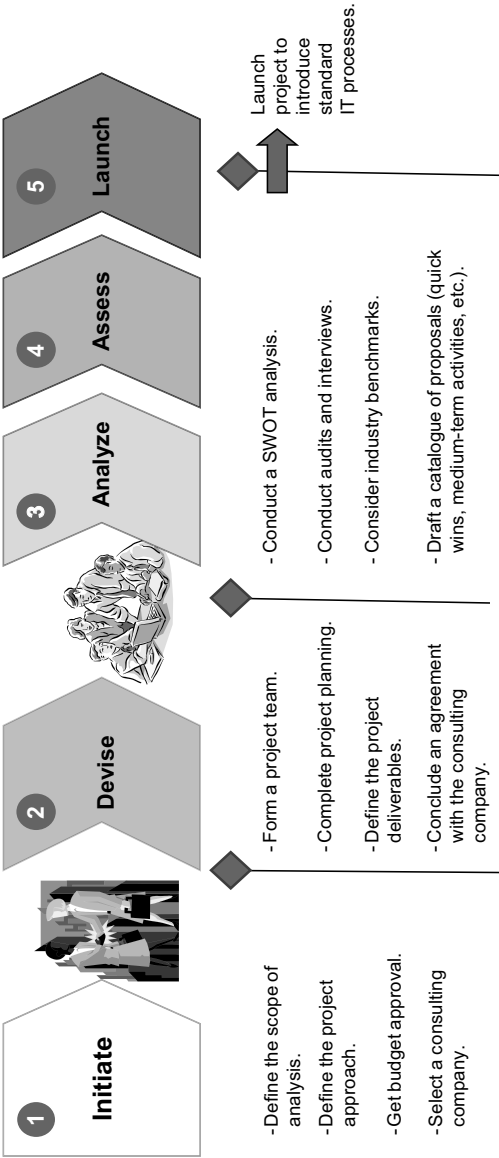 1
Initiate
- Define the scope of
analysis.
- Define the project
approach.
- Get budget approval.
- Select a consulting
company.
2
Devise
- Form a project team.
- Complete project planning.
- Define the project
deliverables.
- Conclude an agreement
with the consulting
company.
3
Analyze
4
Assess
- Conduct a SWOT analysis.
- Conduct audits and interviews.
- Consider industry benchmarks.
- Draft a catalogue of proposals (quick
wins, medium-term activities, etc.).
5
Launch
Launch
project to
introduce
standard
IT processes.